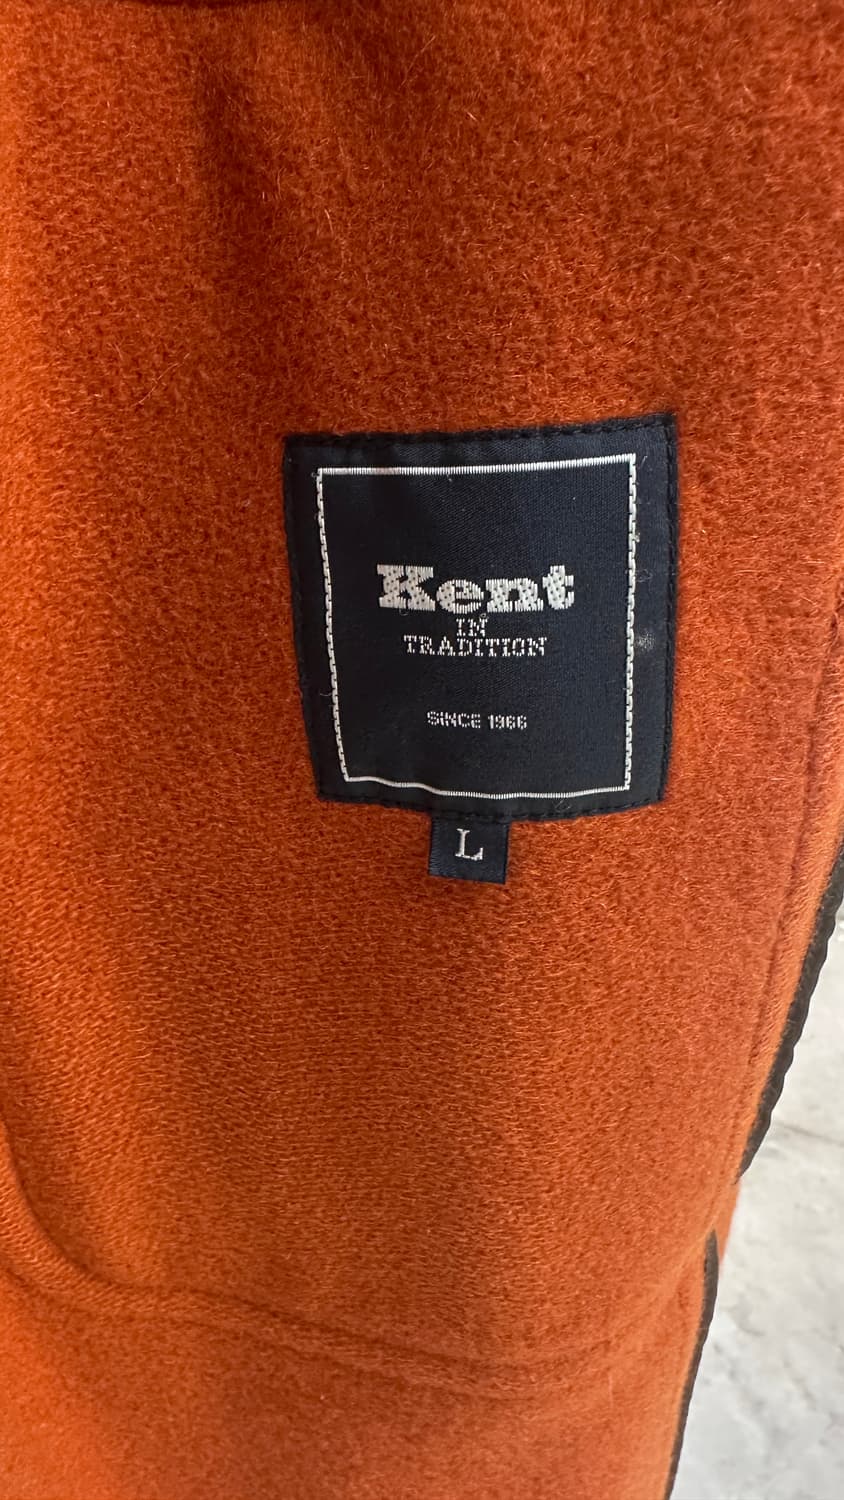 Kent
IN
TRADITION
SINCE 1966
L